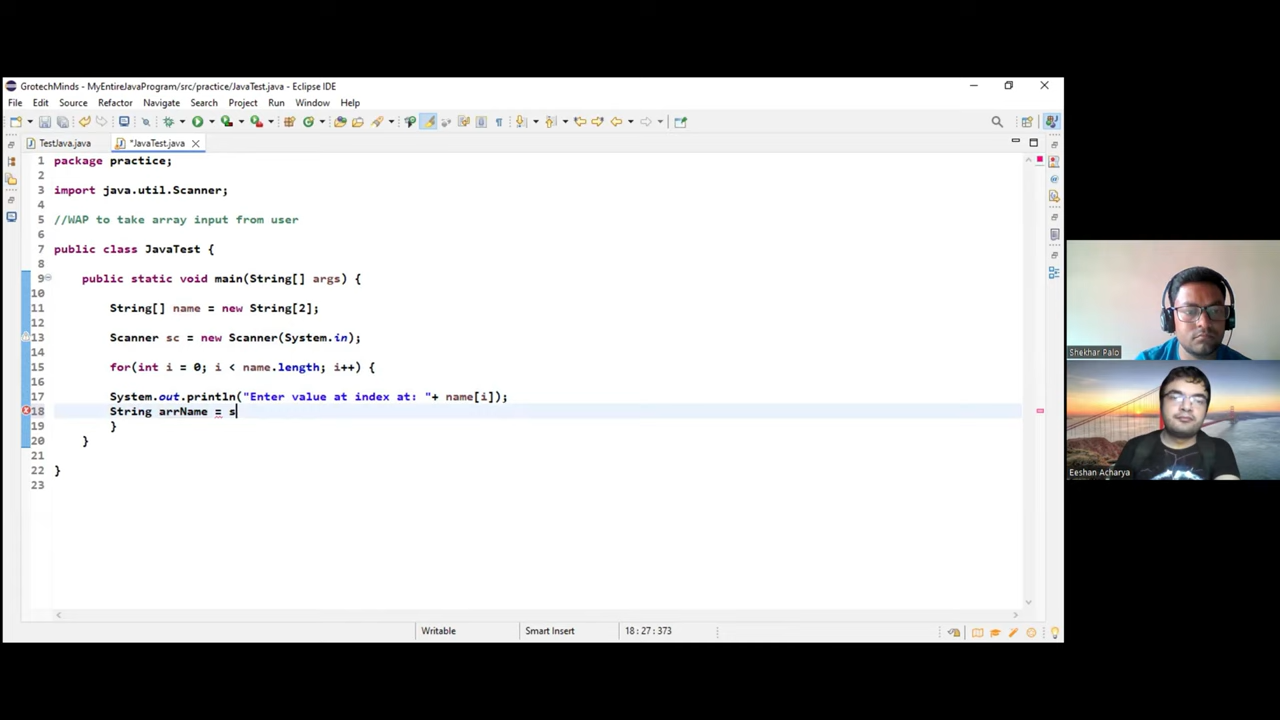 GrotechMinds - MyEntireJavaProgram/src/practice/JavaTest.java - Eclipse IDE
File Edit Source Refactor Navigate Search Project Run Window Help
TestJava.java *JavaTest.java
1 package practice;
2
3 import java.util.Scanner;
4
5 //WAP to take array input from user
6
7 public class JavaTest {
8
9 public static void main(String[] args) {
10
11 String[] name = new String[2];
12
13 Scanner sc = new Scanner(System.in);
14
15 for(int i = 0; i < name.length; i++) {
16
17 System.out.println("Enter value at index at: "+ name[i]);
18 String arrName = s
19 }
20 }
21
22 }
23
Writable Smart Insert 18 : 27 : 373
Shekhar Palo
Eeshan Acharya